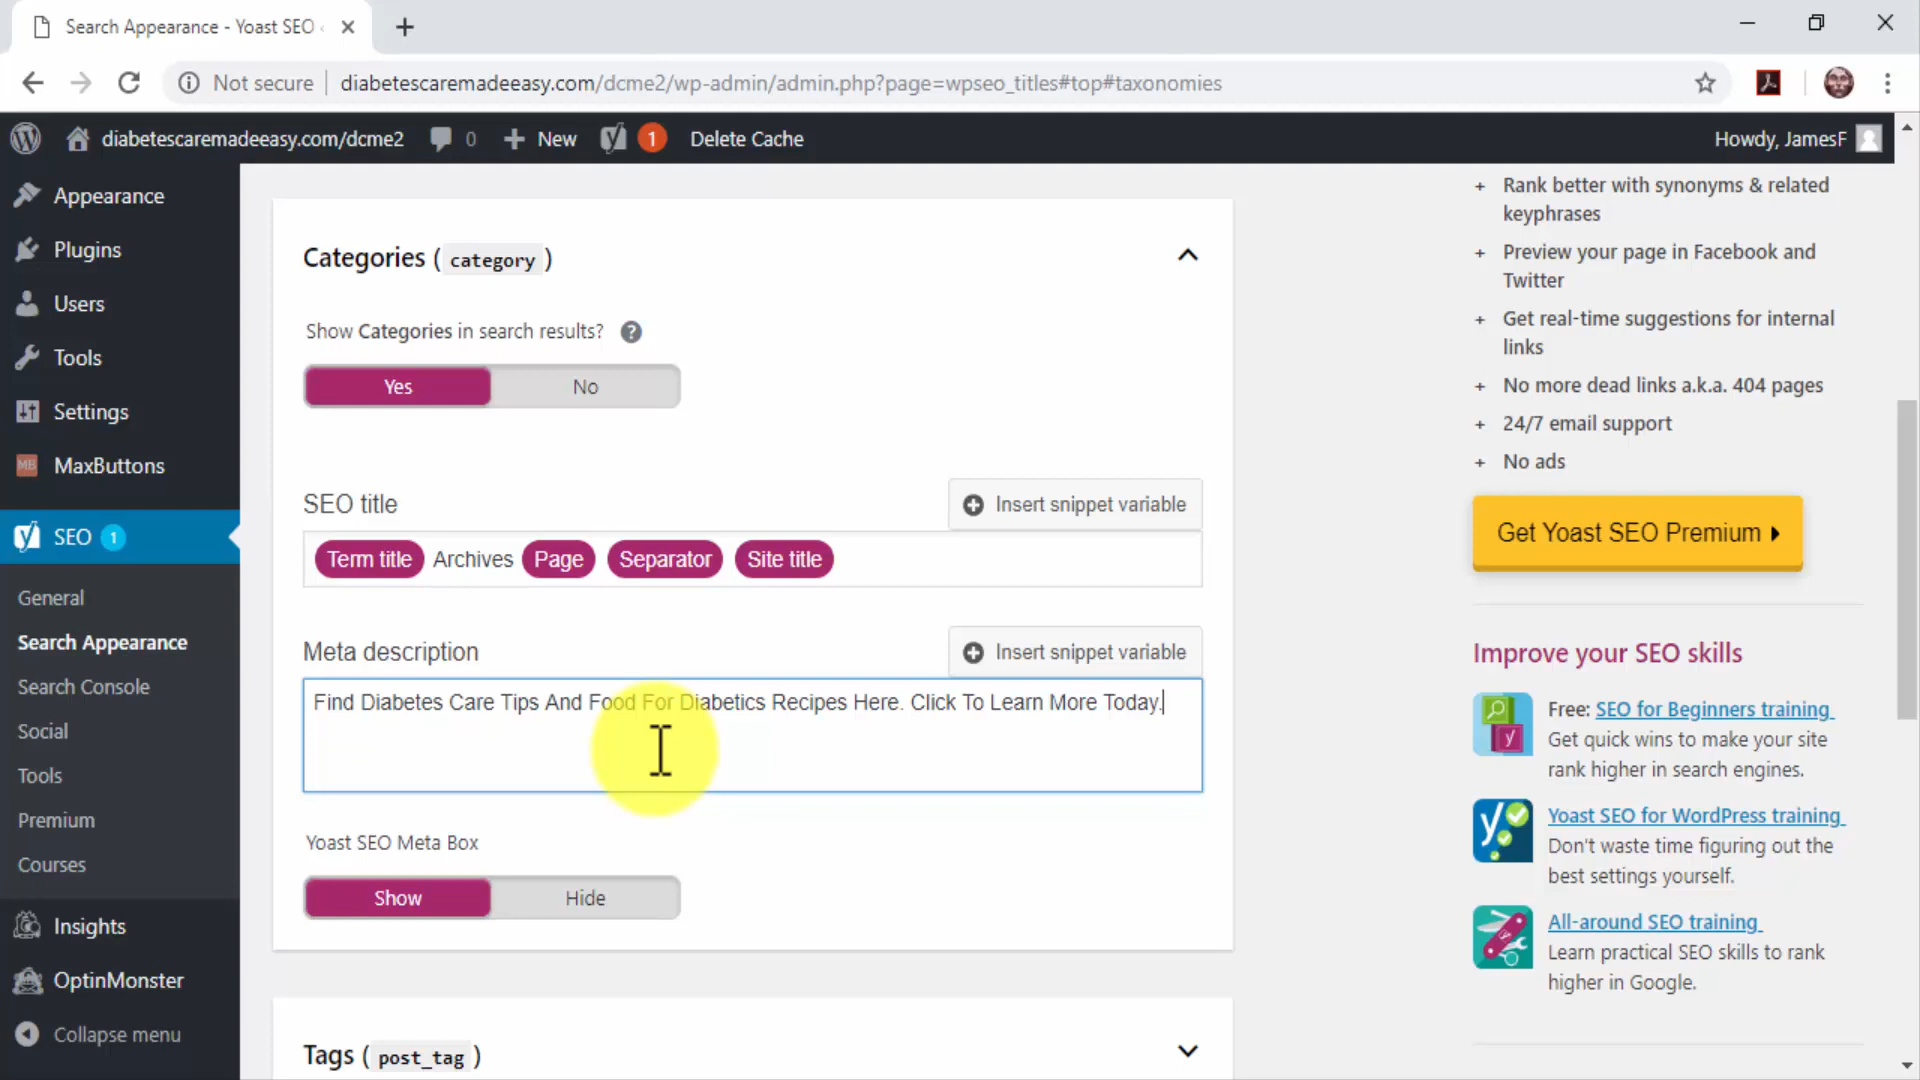 Search Appearance - Yoast SEO
Not secure
diabetescaremadeeasy.com/dcme2/wp-admin/admin.php?page=wpseo_titles#top#taxonomies
diabetescaremadeeasy.com/dcme2
0
New
1
Delete Cache
Howdy, JamesF
Appearance
Plugins
Users
Tools
Settings
MB MaxButtons
SEO 1
General
Search Appearance
Search Console
Social
Tools
Premium
Courses
Insights
OptinMonster
Collapse menu
Categories ( category )
Show Categories in search results? ?
Yes No
SEO title
Insert snippet variable
Term title Archives Page Separator Site title
Meta description
Insert snippet variable
Find Diabetes Care Tips And Food For Diabetics Recipes Here. Click To Learn More Today.
Yoast SEO Meta Box
Show Hide
Tags ( post_tag )
+ Rank better with synonyms & related
keyphrases
+ Preview your page in Facebook and
Twitter
+ Get real-time suggestions for internal
links
+ No more dead links a.k.a. 404 pages
+ 24/7 email support
+ No ads
Get Yoast SEO Premium
Improve your SEO skills
Free: SEO for Beginners training
Get quick wins to make your site
rank higher in search engines.
Yoast SEO for WordPress training
Don't waste time figuring out the
best settings yourself.
All-around SEO training
Learn practical SEO skills to rank
higher in Google.